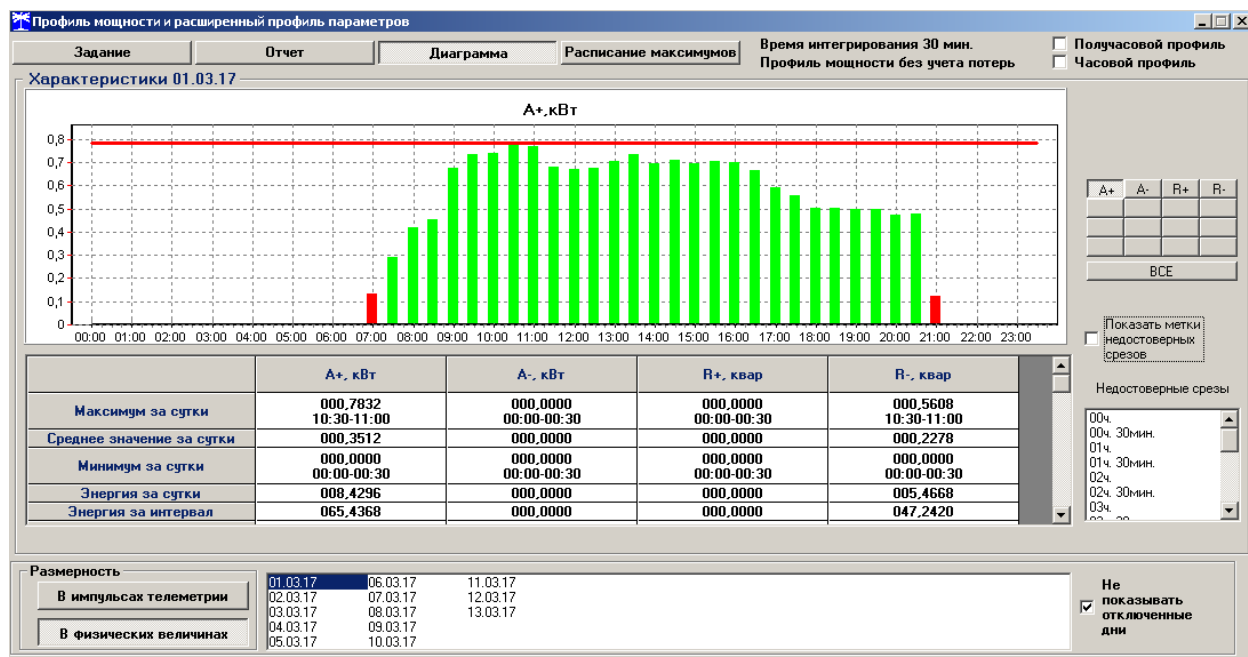 Профиль мощности и расширенный профиль параметров
Задание
Отчет
Диаграмма
Расписание максимумов
Время интегрирования 30 мин.
Профиль мощности без учета потерь
Получасовой профиль
Часовой профиль
Характеристики 01.03.17
A+,кВт
0,8
0,7
0,6
0,5
0,4
0,3
0,2
0,1
0
00:00 01:00 02:00 03:00 04:00 05:00 06:00 07:00 08:00 09:00 10:00 11:00 12:00 13:00 14:00 15:00 16:00 17:00 18:00 19:00 20:00 21:00 22:00 23:00
A+ A- R+ R-
ВСЕ
Показать метки
недостоверных
срезов
Недостоверные срезы
00ч.
00ч. 30мин.
01ч.
01ч. 30мин.
02ч.
02ч. 30мин.
03ч.
A+, кВт A-, кВт R+, квар R-, квар
Максимум за сутки 000,7832 000,0000 000,0000 000,5608
10:30-11:00 00:00-00:30 00:00-00:30 10:30-11:00
Среднее значение за сутки 000,3512 000,0000 000,0000 000,2278
Минимум за сутки 000,0000 000,0000 000,0000 000,0000
00:00-00:30 00:00-00:30 00:00-00:30 00:00-00:30
Энергия за сутки 008,4296 000,0000 000,0000 005,4668
Энергия за интервал 065,4368 000,0000 000,0000 047,2420
Размерность
В импульсах телеметрии
В физических величинах
01.03.17 06.03.17 11.03.17
02.03.17 07.03.17 12.03.17
03.03.17 08.03.17 13.03.17
04.03.17 09.03.17
05.03.17 10.03.17
Не
показывать
отключенные
дни